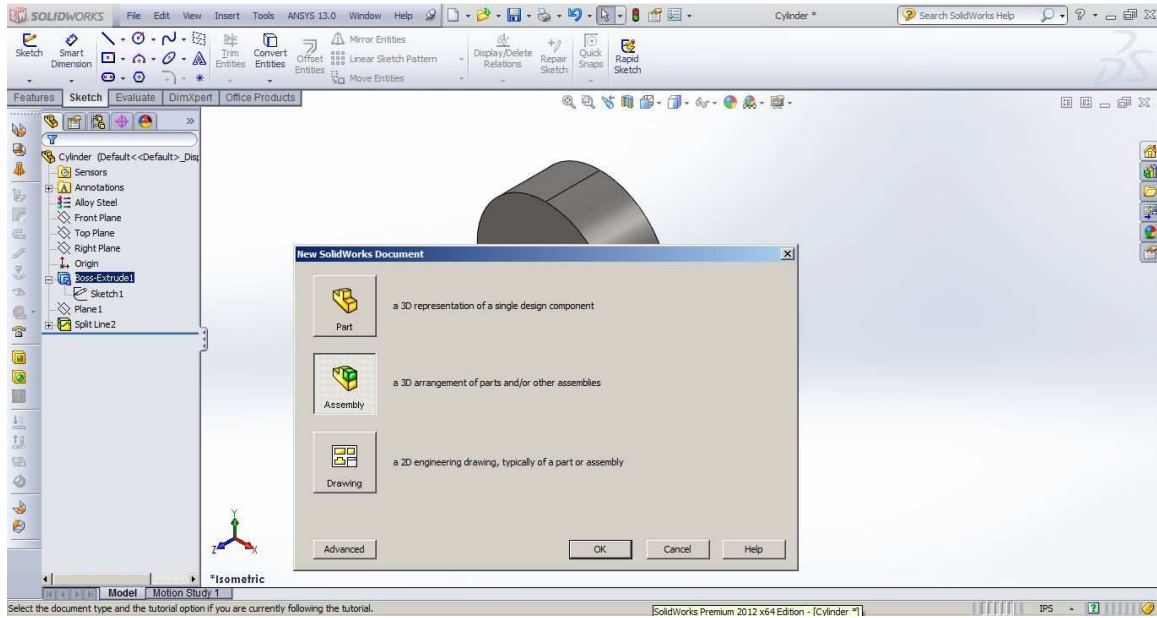 SOLIDWORKS File Edit View Insert Tools ANSYS 13.0 Window Help Cylinder * Search SolidWorks Help
Sketch Smart Dimension Trim Entities Convert Entities Offset Entities Mirror Entities Linear Sketch Pattern Move Entities Display/Delete Relations Repair Sketch Quick Snaps Rapid Sketch
Features Sketch Evaluate DimXpert Office Products
Cylinder (Default<<Default>_Disp
Sensors
Annotations
Alloy Steel
Front Plane
Top Plane
Right Plane
Origin
Boss-Extrude1
Sketch1
Plane1
Split Line2
New SolidWorks Document
Part
a 3D representation of a single design component
Assembly
a 3D arrangement of parts and/or other assemblies
Drawing
a 2D engineering drawing, typically of a part or assembly
Advanced OK Cancel Help
Y
Z X
*Isometric
Model Motion Study 1
Select the document type and the tutorial option if you are currently following the tutorial.
SolidWorks Premium 2012 x64 Edition - [Cylinder *]
IPS